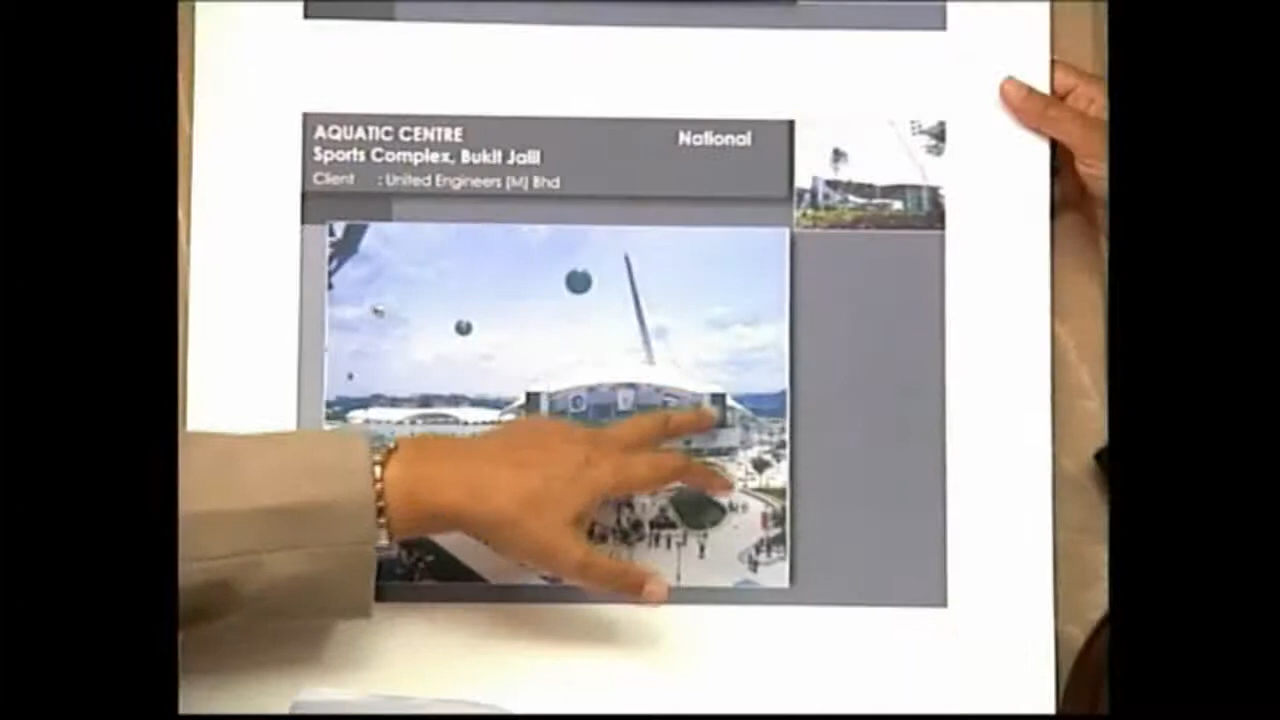 AQUATIC CENTRE
National
Sports Complex, Bukit Jalil
Client : United Engineers (M) Bhd